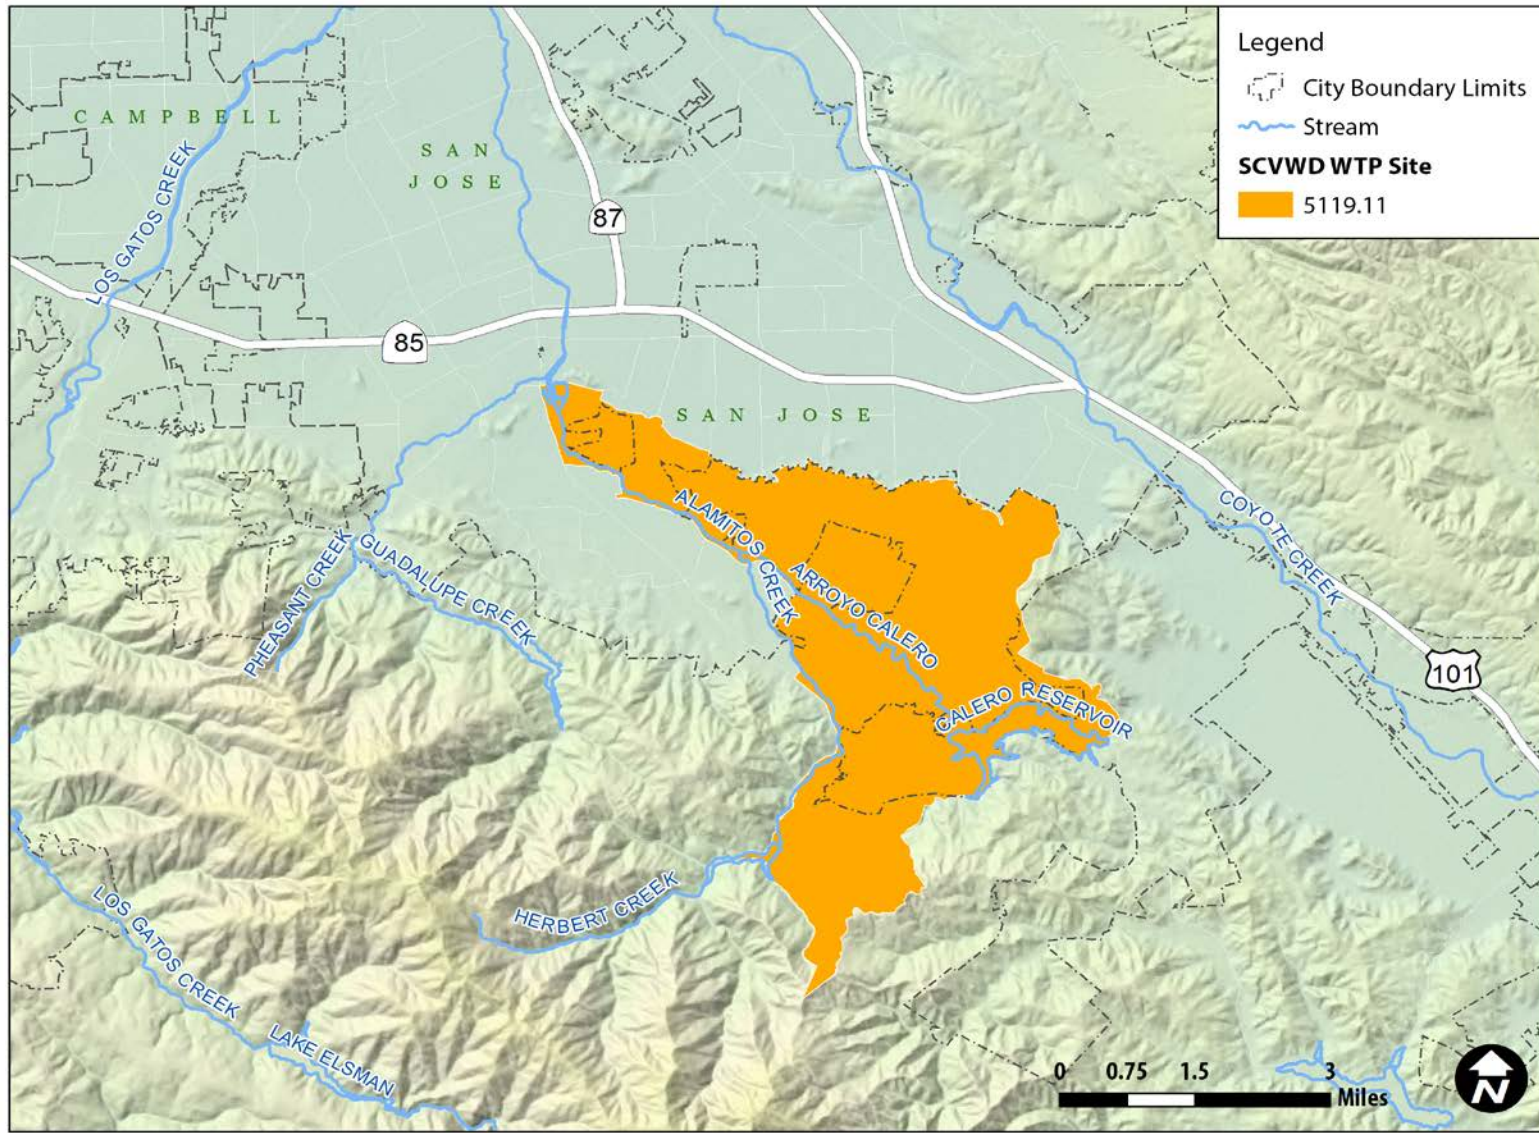 Legend
City Boundary Limits
Stream
SCVWD WTP Site
5119.11
CAMPBELL
SAN
JOSE
LOS GATOS CREEK
87
85
SAN JOSE
ALAMITOS CREEK
ARROYO CALERO
COYOTE CREEK
PHEASANT CREEK
GUADALUPE CREEK
101
CALERO RESERVOIR
HERBERT CREEK
LOS GATOS CREEK
LAKE ELSMAN
0 0.75 1.5 3
Miles
N